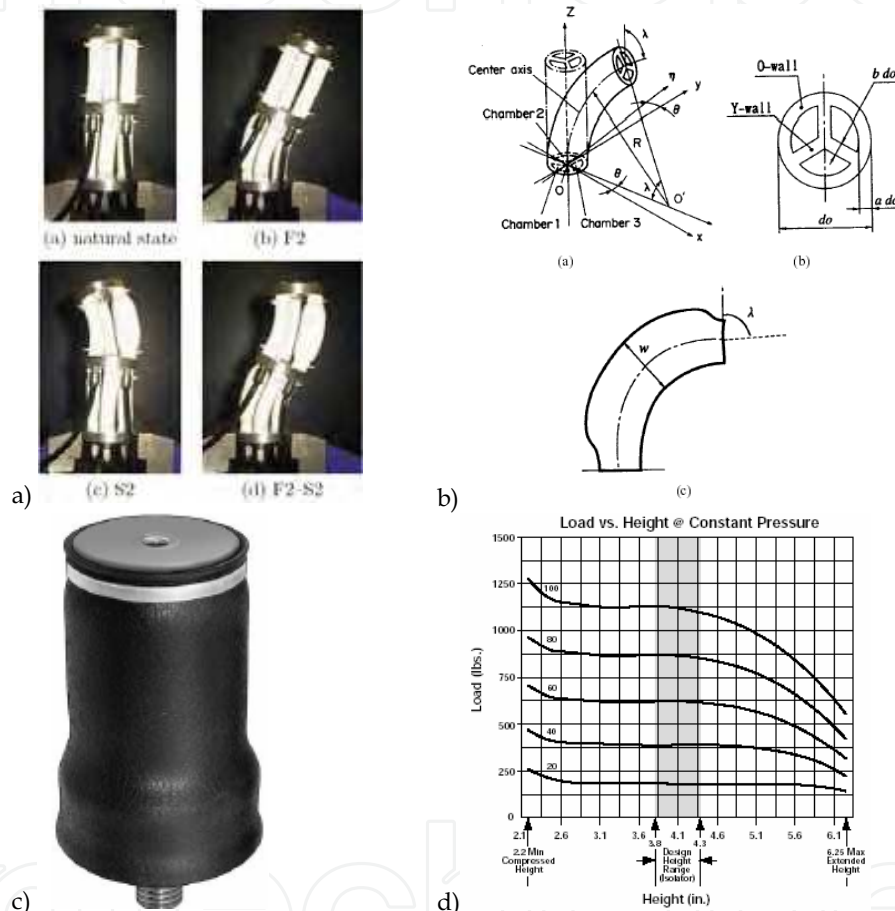 (a) natural state
(b) F2
(c) S2
(d) F2-S2
a)
Z
λ
Center axis
η
y
θ
Chamber 2
R
O
θ
λ
O'
Chamber 1
Chamber 3
x
(a)
O-wall
b do
Y-wall
a do
do
(b)
w
λ
(c)
b)
c)
Load vs. Height @ Constant Pressure
Load (lbs.)
1500
1250
1000
750
500
250
0
100
80
60
40
20
2.1 2.6 3.1 3.6 4.1 4.6 5.1 5.6 6.1
3.8 4.3
2.2 Min
Compressed
Height
Design
Height
Range
(Isolator)
6.25 Max
Extended
Height
Height (in.)
d)